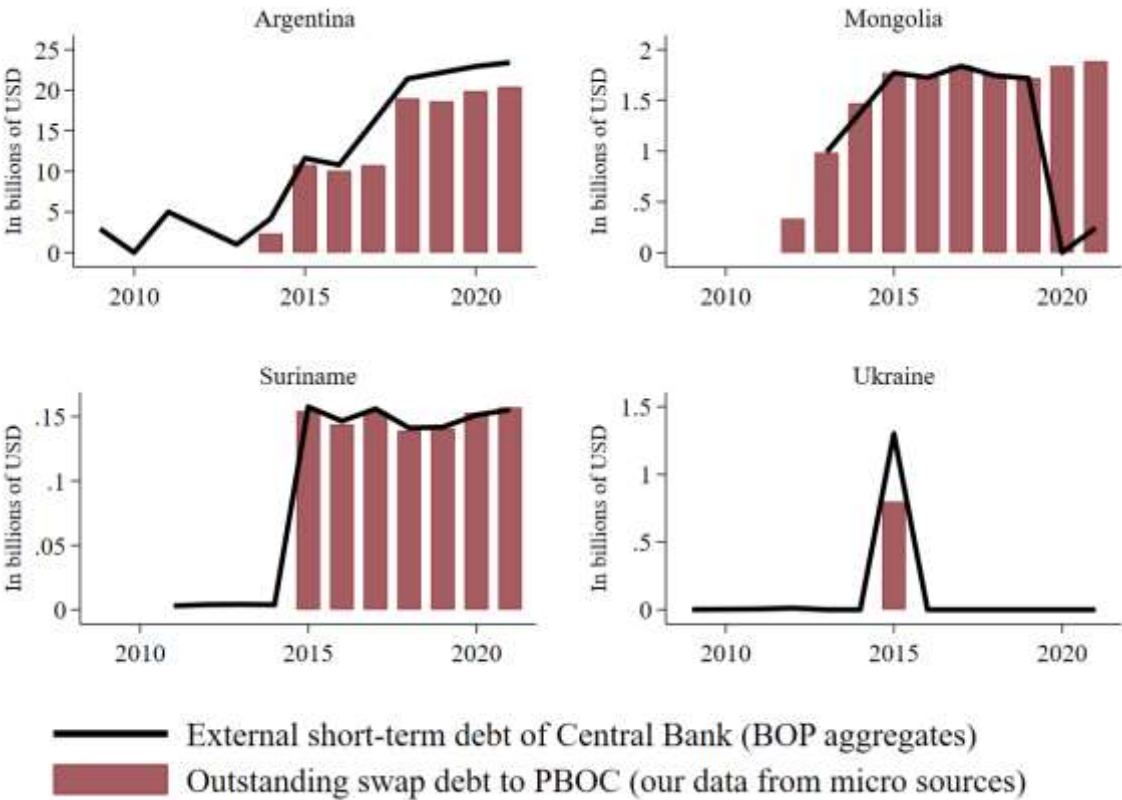 Argentina
In billions of USD
25
20
15
10
5
0
2010 2015 2020
Mongolia
In billions of USD
2
1.5
1
.5
0
2010 2015 2020
Suriname
In billions of USD
.15
.1
.05
0
2010 2015 2020
Ukraine
In billions of USD
1.5
1
.5
0
2010 2015 2020
External short-term debt of Central Bank (BOP aggregates)
Outstanding swap debt to PBOC (our data from micro sources)